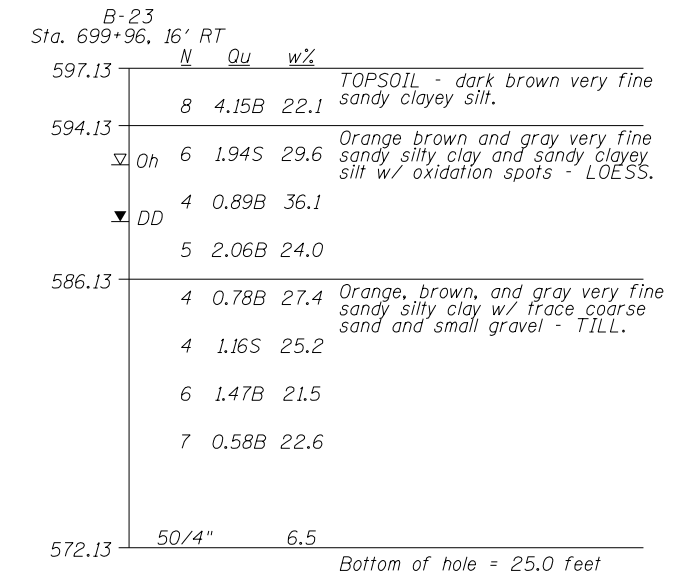 B-23
Sta. 699+96, 16' RT
N Qu w%
597.13
TOPSOIL - dark brown very fine
sandy clayey silt.
8 4.15B 22.1
594.13
Orange brown and gray very fine
sandy silty clay and sandy clayey
silt w/ oxidation spots - LOESS.
0h 6 1.94S 29.6
4 0.89B 36.1
DD
5 2.06B 24.0
586.13
Orange, brown, and gray very fine
sandy silty clay w/ trace coarse
sand and small gravel - TILL.
4 0.78B 27.4
4 1.16S 25.2
6 1.47B 21.5
7 0.58B 22.6
50/4" 6.5
572.13
Bottom of hole = 25.0 feet